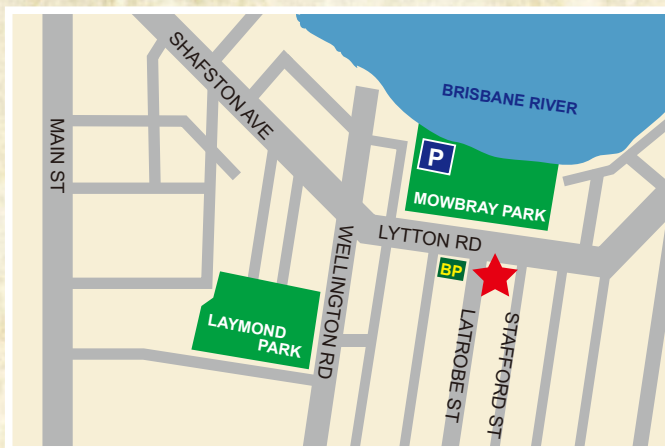 SHAFSTON AVE
BRISBANE RIVER
MAIN ST
P
MOWBRAY PARK
LYTTON RD
WELLINGTON RD
BP
LAYMOND
PARK
LATROBE ST
STAFFORD ST